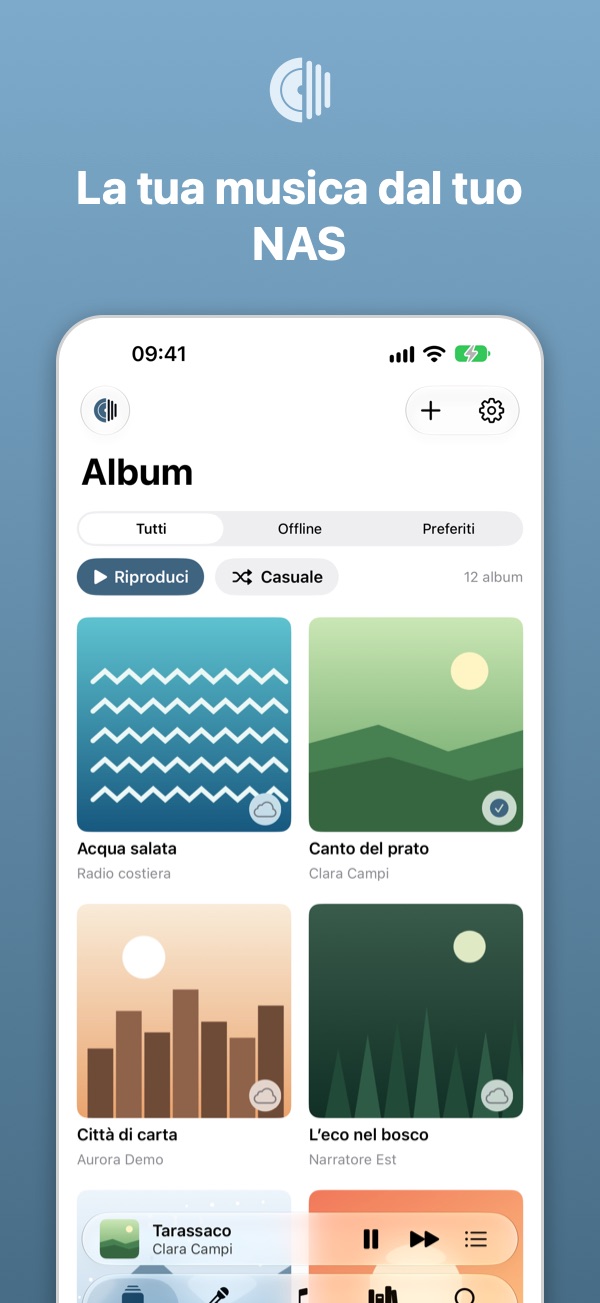 La tua musica dal tuo
NAS
09:41
Album
Tutti
Offline
Preferiti
Riproduci
Casuale
12 album
Acqua salata
Radio costiera
Canto del prato
Clara Campi
Città di carta
Aurora Demo
L’eco nel bosco
Narratore Est
Tarassaco
Clara Campi